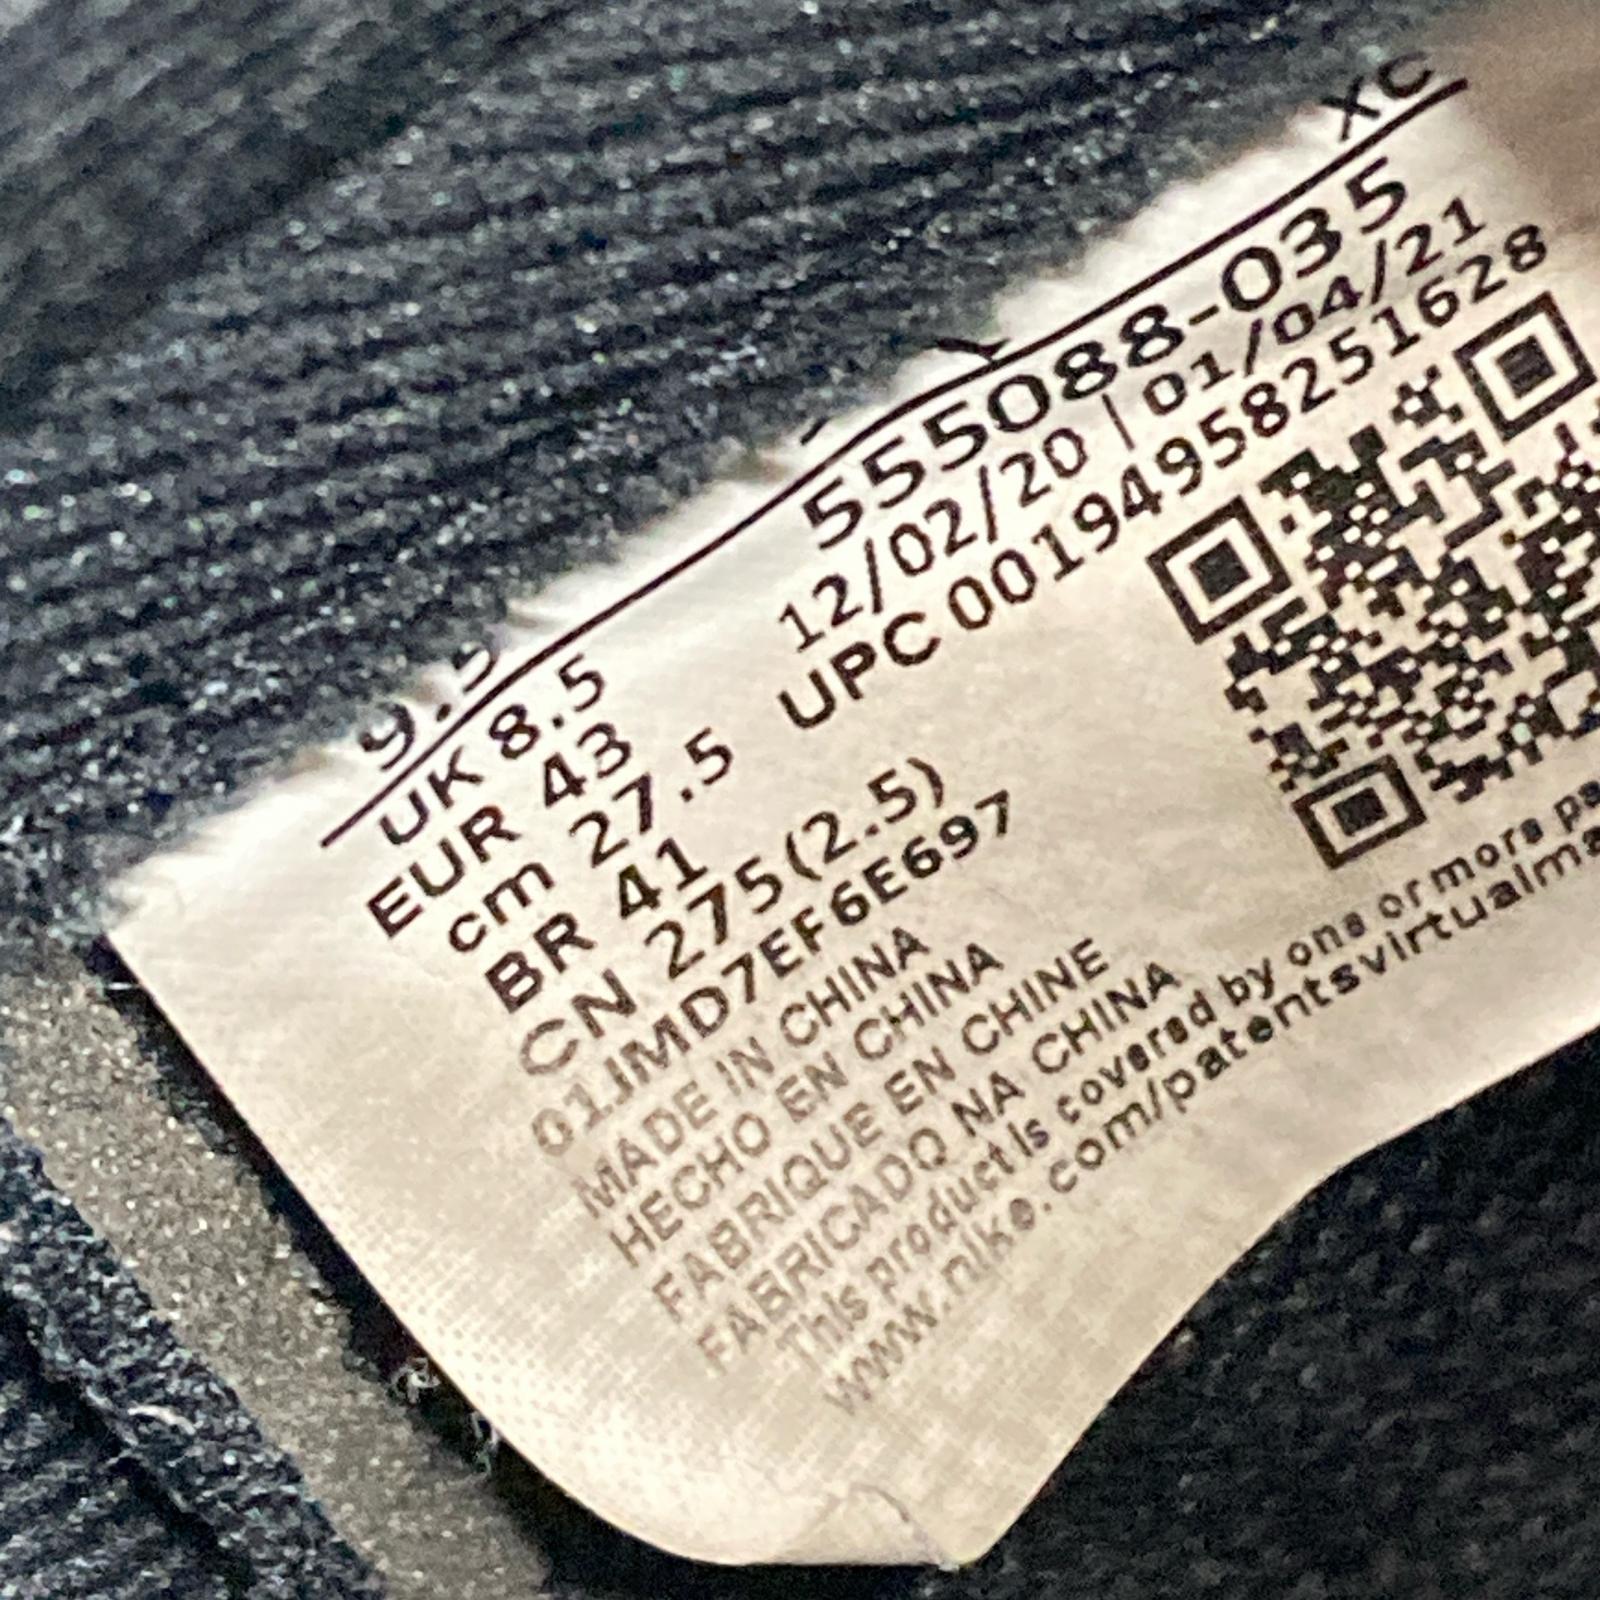 XC
9.5
UK 8.5
EUR 43
cm 27.5
BR 41
CN 275(2.5)
555088-035
12/02/20 | 01/04/21
UPC 00194958251628
01JMD7EF6E697
MADE IN CHINA
HECHO EN CHINA
FABRIQUE EN CHINE
FABRICADO NA CHINA
This product is covered by one or more pa
www.nike.com/patentsvirtualma